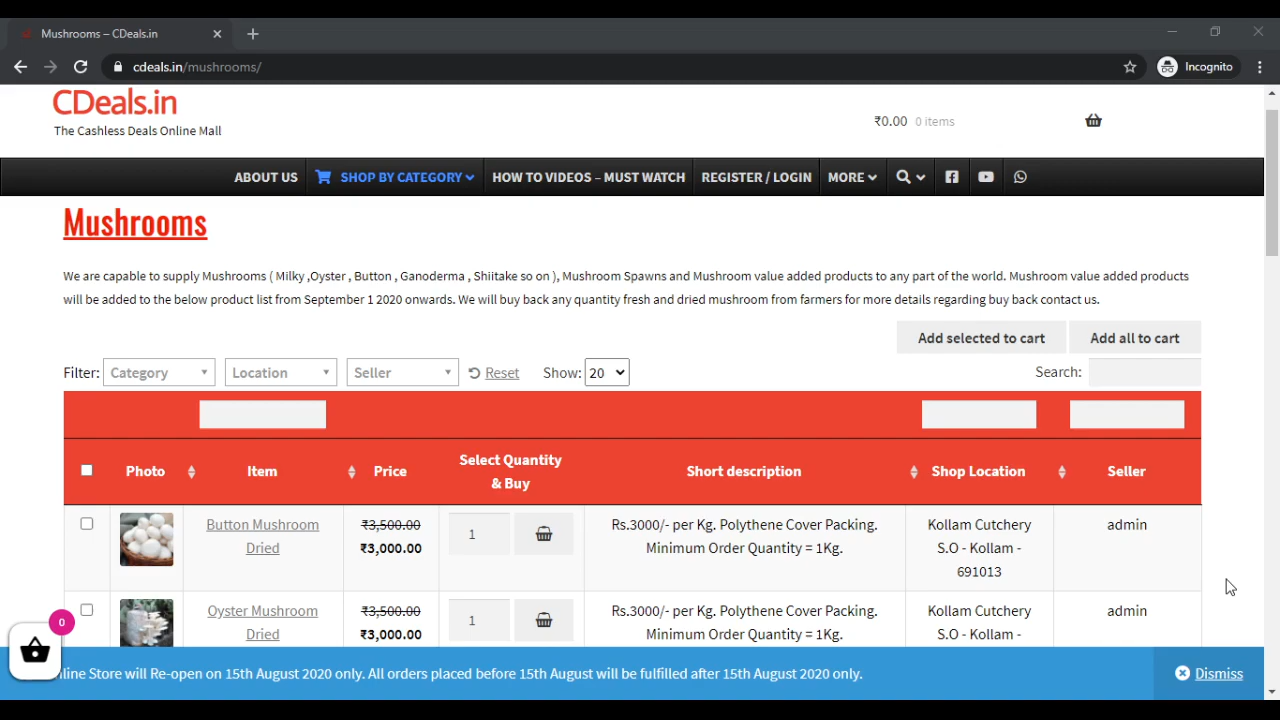 Mushrooms – CDeals.in
cdeals.in/mushrooms/
Incognito
CDeals.in
The Cashless Deals Online Mall
₹0.00 0 items
ABOUT US SHOP BY CATEGORY HOW TO VIDEOS – MUST WATCH REGISTER / LOGIN MORE
Mushrooms
We are capable to supply Mushrooms ( Milky ,Oyster , Button , Ganoderma , Shiitake so on ), Mushroom Spawns and Mushroom value added products to any part of the world. Mushroom value added products
will be added to the below product list from September 1 2020 onwards. We will buy back any quantity fresh and dried mushroom from farmers for more details regarding buy back contact us.
Add selected to cart Add all to cart
Filter: Category Location Seller Reset Show: 20 Search:
Photo Item Price Select Quantity & Buy Short description Shop Location Seller
Button Mushroom Dried
₹3,500.00
₹3,000.00
1
Rs.3000/- per Kg. Polythene Cover Packing.
Minimum Order Quantity = 1Kg.
Kollam Cutchery
S.O - Kollam -
691013
admin
Oyster Mushroom
Dried
₹3,500.00
₹3,000.00
1
Rs.3000/- per Kg. Polythene Cover Packing.
Minimum Order Quantity = 1Kg.
Kollam Cutchery
S.O - Kollam -
admin
0
Store will Re-open on 15th August 2020 only. All orders placed before 15th August will be fulfilled after 15th August 2020 only.
Dismiss